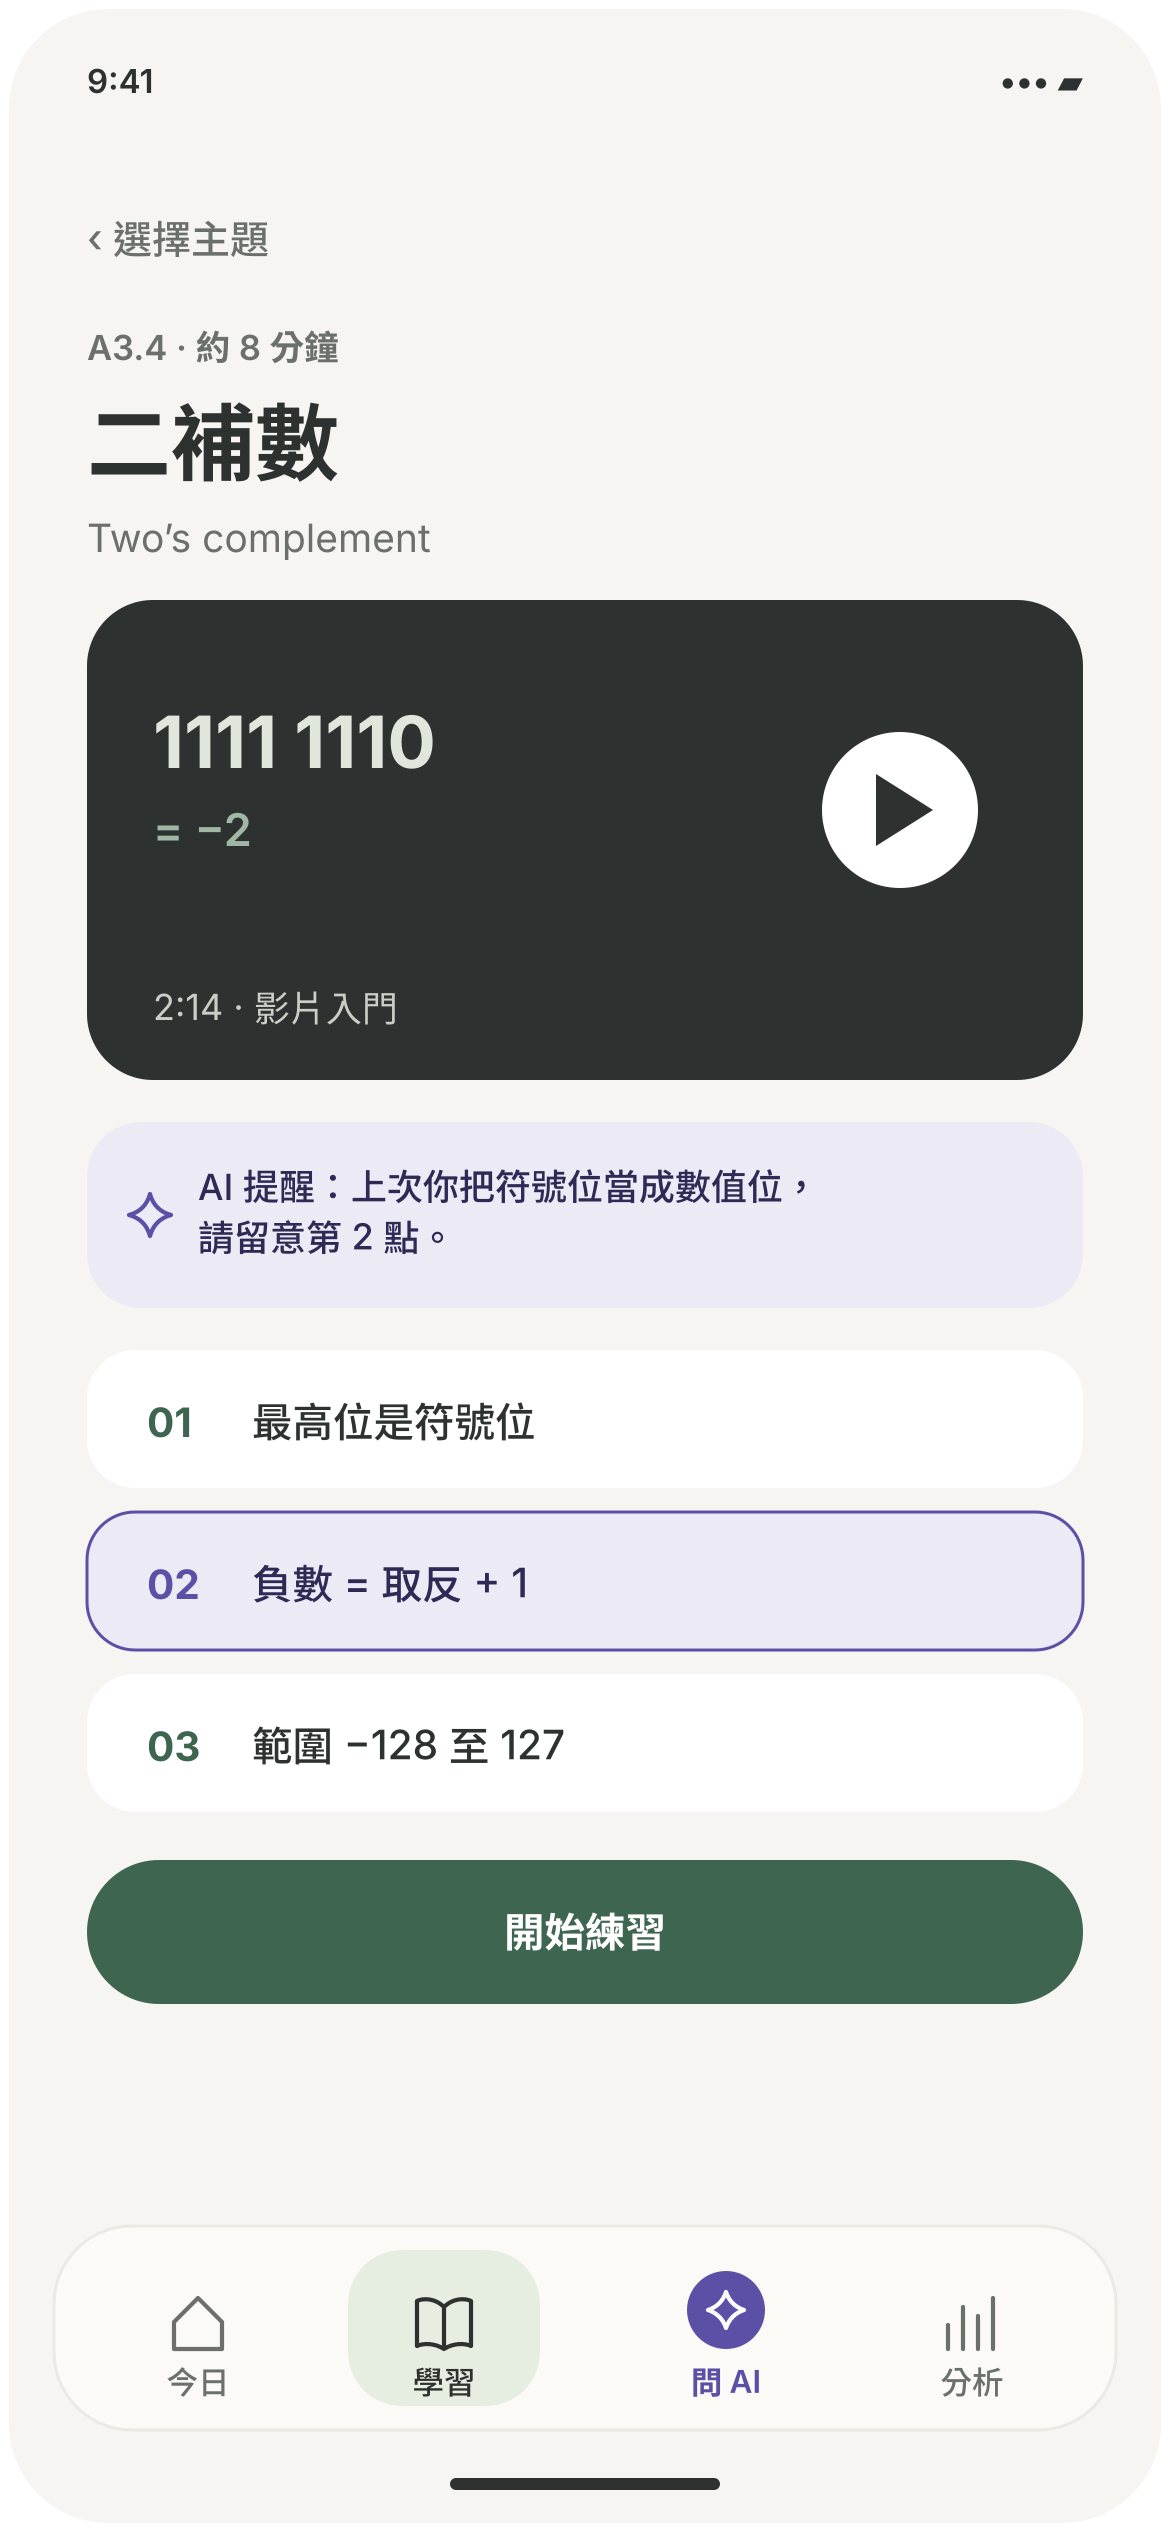 9:41
‹ 選擇主題
A3.4 · 約 8 分鐘
二補數
Two’s complement
1111 1110
= −2
2:14 · 影片入門
AI 提醒：上次你把符號位當成數值位，
請留意第 2 點。
01 最高位是符號位
02 負數 = 取反 + 1
03 範圍 −128 至 127
開始練習
今日 學習 問 AI 分析